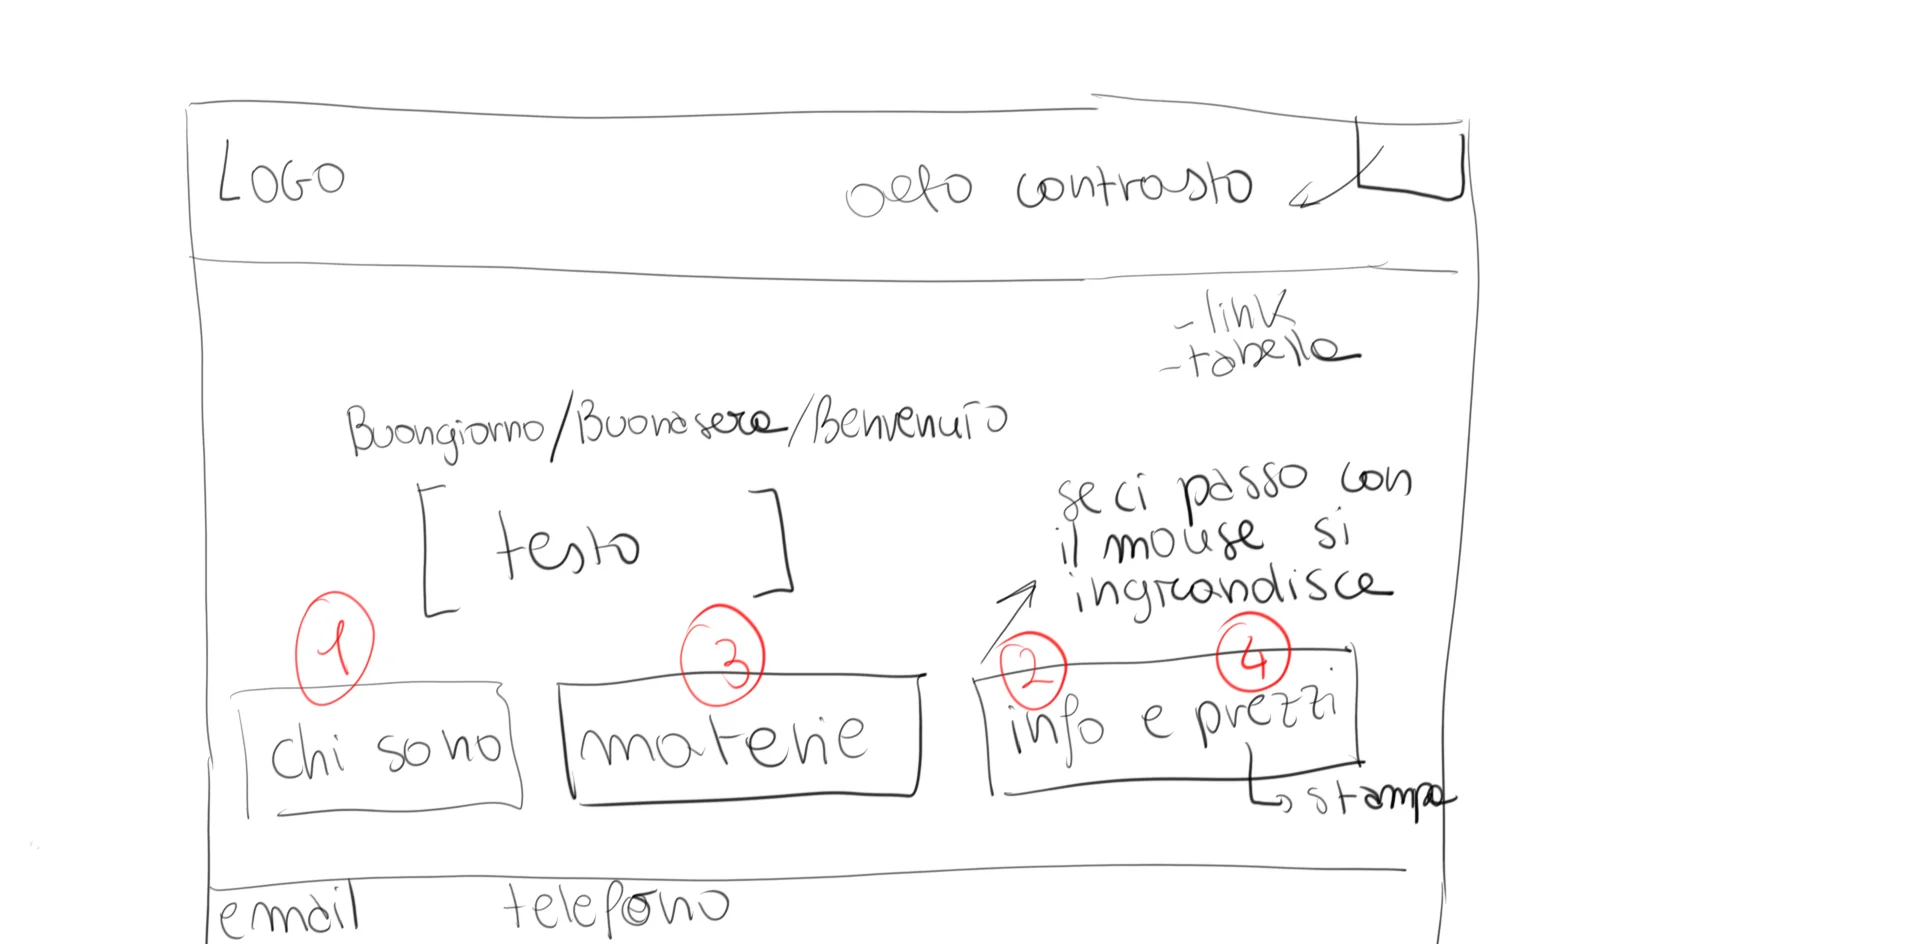 LOGO
alto contrasto
- link
- tabella
Buongiorno/Buonasera/Benvenuto
[ testo ]
se ci passo con
il mouse si
ingrandisce
1
3
2
4
chi sono
materie
info e prezzi
stampa
email
telefono